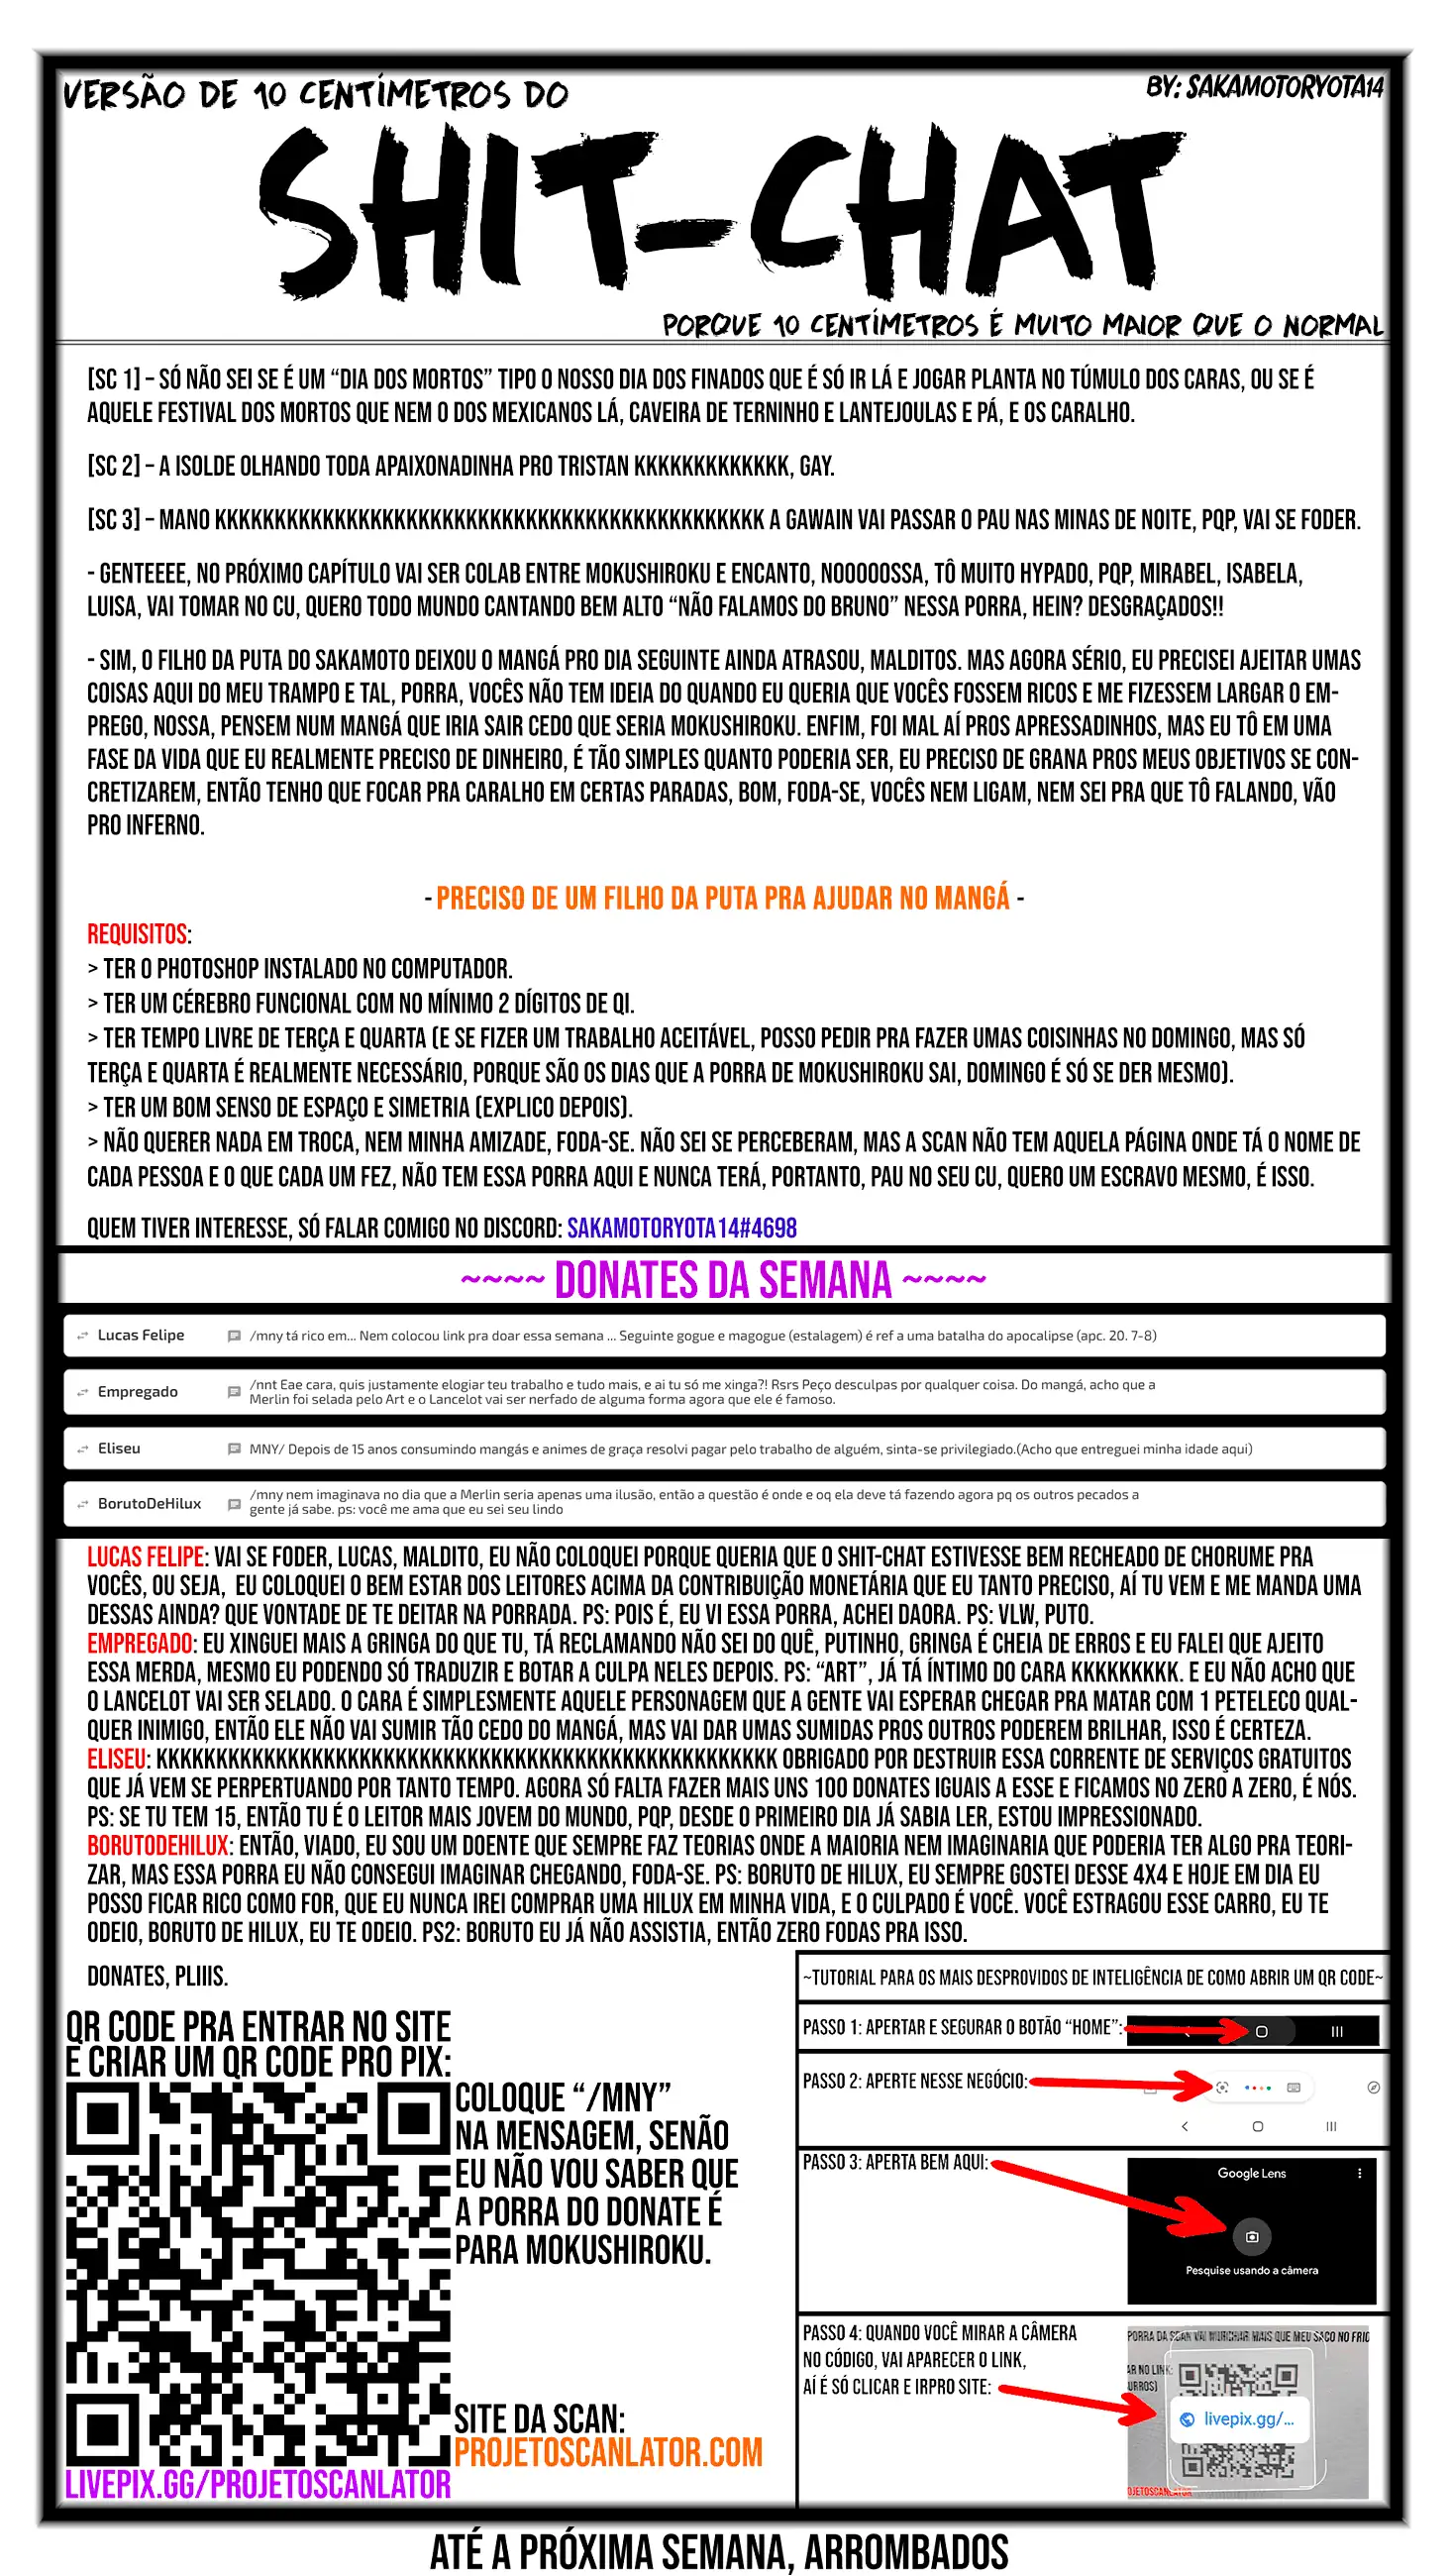 VERSÃO DE 10 CENTÍMETROS DO
BY: SAKAMOTORYOTA14
SHIT-CHAT
PORQUE 10 CENTÍMETROS É MUITO MAIOR QUE O NORMAL
[SC 1] – SÓ NÃO SEI SE É UM “DIA DOS MORTOS” TIPO O NOSSO DIA DOS FINADOS QUE É SÓ IR LÁ E JOGAR PLANTA NO TÚMULO DOS CARAS, OU SE É
AQUELE FESTIVAL DOS MORTOS QUE NEM O DOS MEXICANOS LÁ, CAVEIRA DE TERNINHO E LANTEJOULAS E PÁ, E OS CARALHO.
[SC 2] – A ISOLDE OLHANDO TODA APAIXONADINHA PRO TRISTAN KKKKKKKKKKKKK, GAY.
[SC 3] – MANO KKKKKKKKKKKKKKKKKKKKKKKKKKKKKKKKKKKKKKKKKKKKKK A GAWAIN VAI PASSAR O PAU NAS MINAS DE NOITE, PQP, VAI SE FODER.
- GENTEEEE, NO PRÓXIMO CAPÍTULO VAI SER COLAB ENTRE MOKUSHIROKU E ENCANTO, NOOOOOSSA, TÔ MUITO HYPADO, PQP, MIRABEL, ISABELA,
LUISA, VAI TOMAR NO CU, QUERO TODO MUNDO CANTANDO BEM ALTO “NÃO FALAMOS DO BRUNO” NESSA PORRA, HEIN? DESGRAÇADOS!!
- SIM, O FILHO DA PUTA DO SAKAMOTO DEIXOU O MANGÁ PRO DIA SEGUINTE AINDA ATRASOU, MALDITOS. MAS AGORA SÉRIO, EU PRECISEI AJEITAR UMAS
COISAS AQUI DO MEU TRAMPO E TAL, PORRA, VOCÊS NÃO TEM IDEIA DO QUANDO EU QUERIA QUE VOCÊS FOSSEM RICOS E ME FIZESSEM LARGAR O EM-
PREGO, NOSSA, PENSEM NUM MANGÁ QUE IRIA SAIR CEDO QUE SERIA MOKUSHIROKU. ENFIM, FOI MAL AÍ PROS APRESSADINHOS, MAS EU TÔ EM UMA
FASE DA VIDA QUE EU REALMENTE PRECISO DE DINHEIRO, É TÃO SIMPLES QUANTO PODERIA SER, EU PRECISO DE GRANA PROS MEUS OBJETIVOS SE CON-
CRETIZAREM, ENTÃO TENHO QUE FOCAR PRA CARALHO EM CERTAS PARADAS, BOM, FODA-SE, VOCÊS NEM LIGAM, NEM SEI PRA QUE TÔ FALANDO, VÃO
PRO INFERNO.
- PRECISO DE UM FILHO DA PUTA PRA AJUDAR NO MANGÁ -
REQUISITOS:
> TER O PHOTOSHOP INSTALADO NO COMPUTADOR.
> TER UM CÉREBRO FUNCIONAL COM NO MÍNIMO 2 DÍGITOS DE QI.
> TER TEMPO LIVRE DE TERÇA E QUARTA (E SE FIZER UM TRABALHO ACEITÁVEL, POSSO PEDIR PRA FAZER UMAS COISINHAS NO DOMINGO, MAS SÓ
TERÇA E QUARTA É REALMENTE NECESSÁRIO, PORQUE SÃO OS DIAS QUE A PORRA DE MOKUSHIROKU SAI, DOMINGO É SÓ SE DER MESMO).
> TER UM BOM SENSO DE ESPAÇO E SIMETRIA (EXPLICO DEPOIS).
> NÃO QUERER NADA EM TROCA, NEM MINHA AMIZADE, FODA-SE. NÃO SEI SE PERCEBERAM, MAS A SCAN NÃO TEM AQUELA PÁGINA ONDE TÁ O NOME DE
CADA PESSOA E O QUE CADA UM FEZ, NÃO TEM ESSA PORRA AQUI E NUNCA TERÁ, PORTANTO, PAU NO SEU CU, QUERO UM ESCRAVO MESMO, É ISSO.
QUEM TIVER INTERESSE, SÓ FALAR COMIGO NO DISCORD: SAKAMOTORYOTA14#4698
~~~~ DONATES DA SEMANA ~~~~
Lucas Felipe /mny tá rico em... Nem colocou link pra doar essa semana ... Seguinte gogue e magogue (estalagem) é ref a uma batalha do apocalipse (apc. 20. 7-8)
Empregado /nnt Eae cara, quis justamente elogiar teu trabalho e tudo mais, e ai tu só me xinga?! Rsrs Peço desculpas por qualquer coisa. Do mangá, acho que a
Merlin foi selada pelo Art e o Lancelot vai ser nerfado de alguma forma agora que ele é famoso.
Eliseu MNY/ Depois de 15 anos consumindo mangás e animes de graça resolvi pagar pelo trabalho de alguém, sinta-se privilegiado.(Acho que entreguei minha idade aqui)
BorutoDeHilux /mny nem imaginava no dia que a Merlin seria apenas uma ilusão, então a questão é onde e oq ela deve tá fazendo agora pq os outros pecados a
gente já sabe. ps: você me ama que eu sei seu lindo
LUCAS FELIPE: VAI SE FODER, LUCAS, MALDITO, EU NÃO COLOQUEI PORQUE QUERIA QUE O SHIT-CHAT ESTIVESSE BEM RECHEADO DE CHORUME PRA
VOCÊS, OU SEJA, EU COLOQUEI O BEM ESTAR DOS LEITORES ACIMA DA CONTRIBUIÇÃO MONETÁRIA QUE EU TANTO PRECISO, AÍ TU VEM E ME MANDA UMA
DESSAS AINDA? QUE VONTADE DE TE DEITAR NA PORRADA. PS: POIS É, EU VI ESSA PORRA, ACHEI DAORA. PS: VLW, PUTO.
EMPREGADO: EU XINGUEI MAIS A GRINGA DO QUE TU, TÁ RECLAMANDO NÃO SEI DO QUÊ, PUTINHO, GRINGA É CHEIA DE ERROS E EU FALEI QUE AJEITO
ESSA MERDA, MESMO EU PODENDO SÓ TRADUZIR E BOTAR A CULPA NELES DEPOIS. PS: “ART”, JÁ TÁ ÍNTIMO DO CARA KKKKKKKKK. E EU NÃO ACHO QUE
O LANCELOT VAI SER SELADO. O CARA É SIMPLESMENTE AQUELE PERSONAGEM QUE A GENTE VAI ESPERAR CHEGAR PRA MATAR COM 1 PETELECO QUAL-
QUER INIMIGO, ENTÃO ELE NÃO VAI SUMIR TÃO CEDO DO MANGÁ, MAS VAI DAR UMAS SUMIDAS PROS OUTROS PODEREM BRILHAR, ISSO É CERTEZA.
ELISEU: KKKKKKKKKKKKKKKKKKKKKKKKKKKKKKKKKKKKKKKKKKKKKKKKKKKK OBRIGADO POR DESTRUIR ESSA CORRENTE DE SERVIÇOS GRATUITOS
QUE JÁ VEM SE PERPERTUANDO POR TANTO TEMPO. AGORA SÓ FALTA FAZER MAIS UNS 100 DONATES IGUAIS A ESSE E FICAMOS NO ZERO A ZERO, É NÓS.
PS: SE TU TEM 15, ENTÃO TU É O LEITOR MAIS JOVEM DO MUNDO, PQP, DESDE O PRIMEIRO DIA JÁ SABIA LER, ESTOU IMPRESSIONADO.
BORUTODEHILUX: ENTÃO, VIADO, EU SOU UM DOENTE QUE SEMPRE FAZ TEORIAS ONDE A MAIORIA NEM IMAGINARIA QUE PODERIA TER ALGO PRA TEORI-
ZAR, MAS ESSA PORRA EU NÃO CONSEGUI IMAGINAR CHEGANDO, FODA-SE. PS: BORUTO DE HILUX, EU SEMPRE GOSTEI DESSE 4X4 E HOJE EM DIA EU
POSSO FICAR RICO COMO FOR, QUE EU NUNCA IREI COMPRAR UMA HILUX EM MINHA VIDA, E O CULPADO É VOCÊ. VOCÊ ESTRAGOU ESSE CARRO, EU TE
ODEIO, BORUTO DE HILUX, EU TE ODEIO. PS2: BORUTO EU JÁ NÃO ASSISTIA, ENTÃO ZERO FODAS PRA ISSO.
DONATES, PLIIIS.
QR CODE PRA ENTRAR NO SITE
E CRIAR UM QR CODE PRO PIX:
COLOQUE “/MNY”
NA MENSAGEM, SENÃO
EU NÃO VOU SABER QUE
A PORRA DO DONATE É
PARA MOKUSHIROKU.
SITE DA SCAN:
PROJETOSCANLATOR.COM
LIVEPIX.GG/PROJETOSCANLATOR
~TUTORIAL PARA OS MAIS DESPROVIDOS DE INTELIGÊNCIA DE COMO ABRIR UM QR CODE~
PASSO 1: APERTAR E SEGURAR O BOTÃO “HOME”:
PASSO 2: APERTE NESSE NEGÓCIO:
PASSO 3: APERTA BEM AQUI:
Google Lens
Pesquise usando a câmera
PASSO 4: QUANDO VOCÊ MIRAR A CÂMERA
NO CÓDIGO, VAI APARECER O LINK,
AÍ É SÓ CLICAR E IRPRO SITE:
PORRA DA SCAN VAI MURCHAR MAIS QUE MEU SACO NO FRIO
AR NO LINK:
URROS)
livepix.gg/...
OJETOSCANLATOR
ATÉ A PRÓXIMA SEMANA, ARROMBADOS